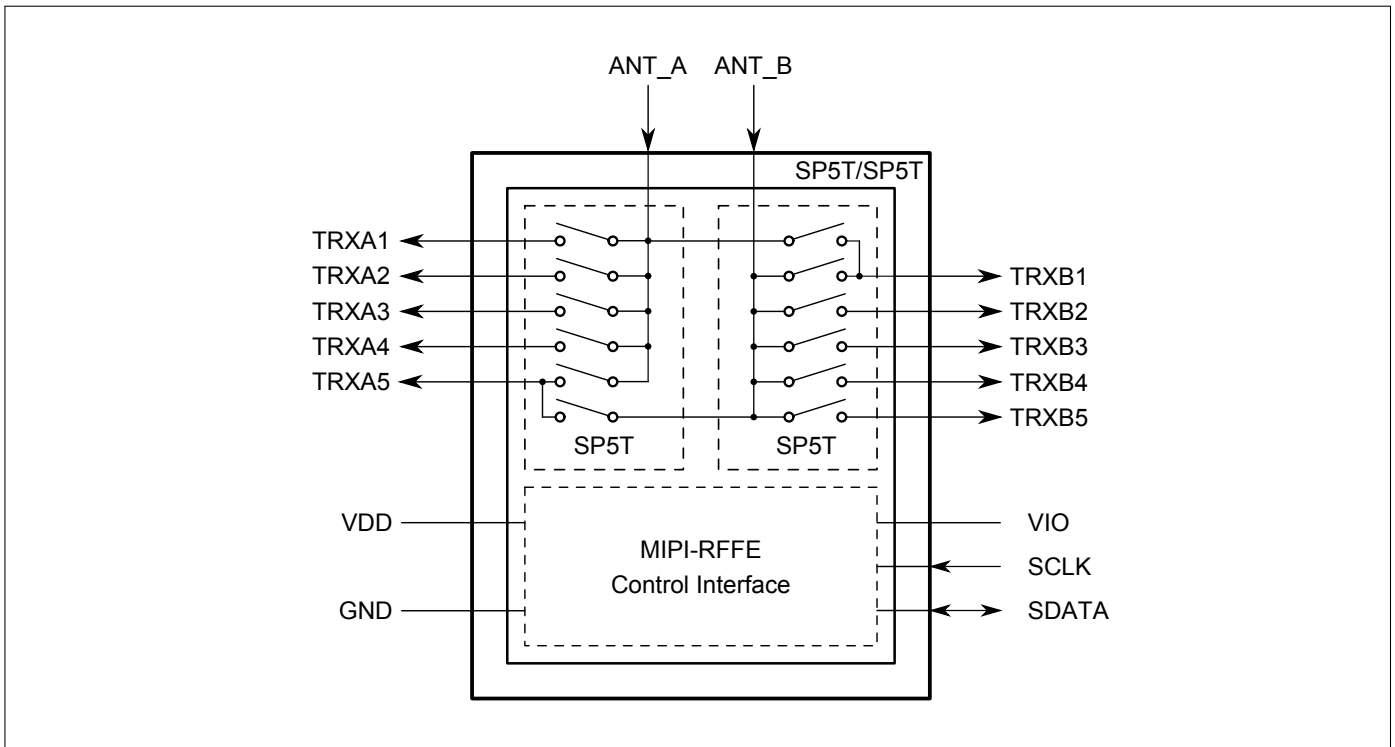 ANT_A ANT_B
SP5T/SP5T
TRXA1
TRXA2
TRXA3
TRXA4
TRXA5
TRXB1
TRXB2
TRXB3
TRXB4
TRXB5
SP5T SP5T
VDD
GND
MIPI-RFFE
Control Interface
VIO
SCLK
SDATA